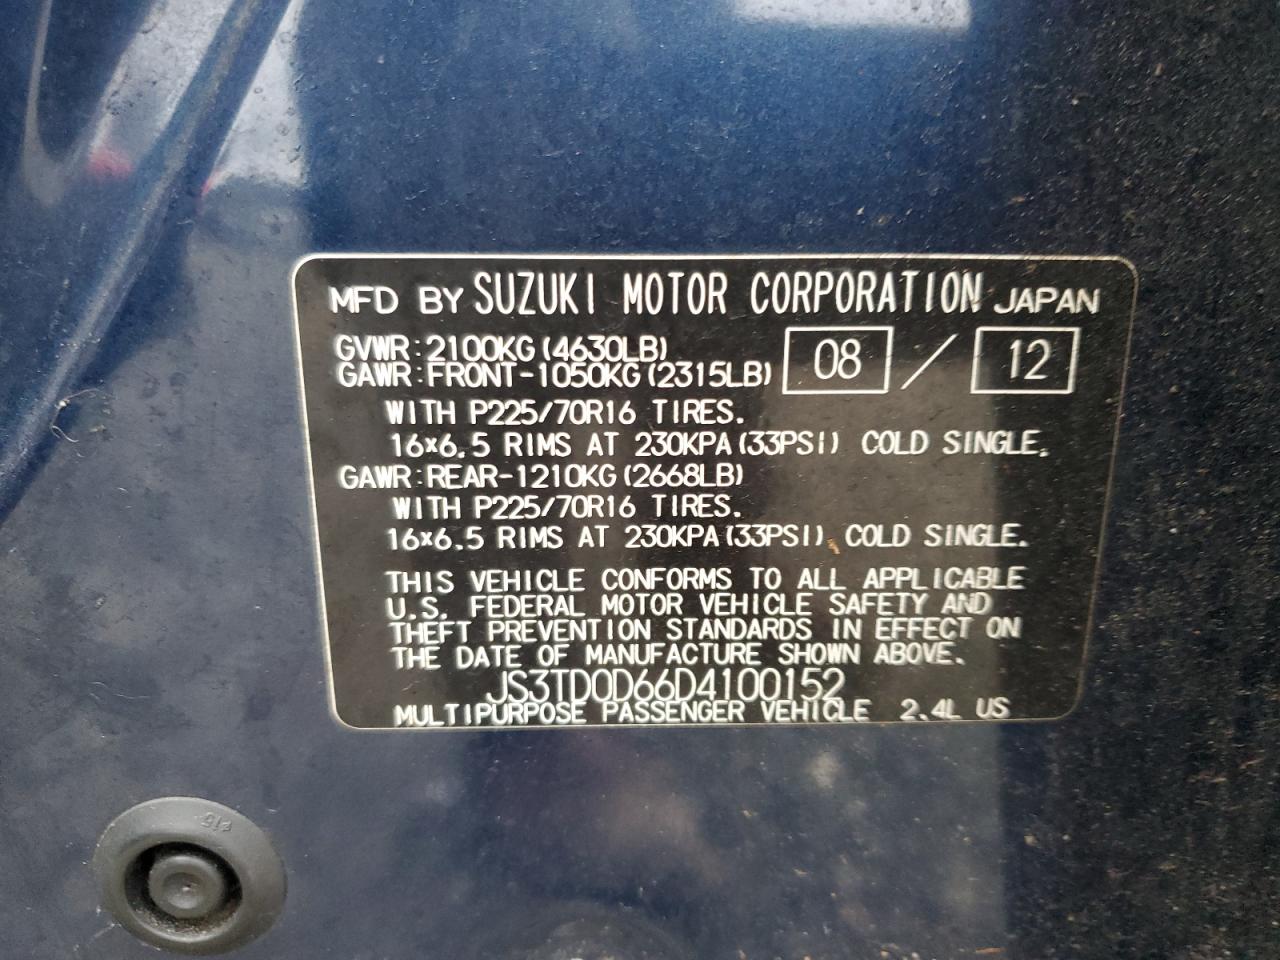 MFD BY SUZUKI MOTOR CORPORATION JAPAN
GVWR:2100KG(4630LB)
GAWR:FRONT-1050KG(2315LB) 08 / 12
WITH P225/70R16 TIRES.
16×6.5 RIMS AT 230KPA(33PSI) COLD SINGLE.
GAWR:REAR-1210KG(2668LB)
WITH P225/70R16 TIRES.
16×6.5 RIMS AT 230KPA(33PSI) COLD SINGLE.
THIS VEHICLE CONFORMS TO ALL APPLICABLE
U.S. FEDERAL MOTOR VEHICLE SAFETY AND
THEFT PREVENTION STANDARDS IN EFFECT ON
THE DATE OF MANUFACTURE SHOWN ABOVE.
JS3TD0D66D4100152
MULTIPURPOSE PASSENGER VEHICLE 2.4L US